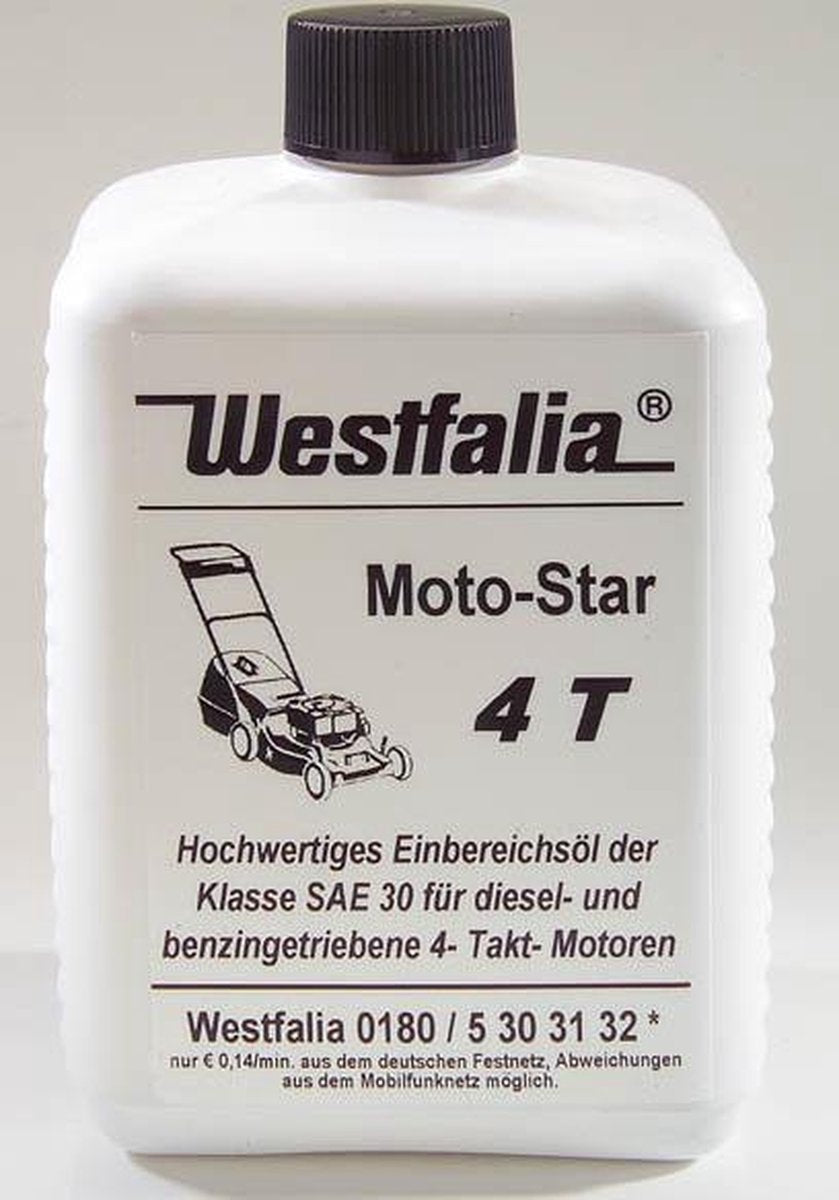 Westfalia®
Moto-Star
4 T
Hochwertiges Einbereichsöl der
Klasse SAE 30 für diesel- und
benzingetriebene 4- Takt- Motoren
Westfalia 0180 / 5 30 31 32 *
nur € 0,14/min. aus dem deutschen Festnetz, Abweichungen
aus dem Mobilfunknetz möglich.